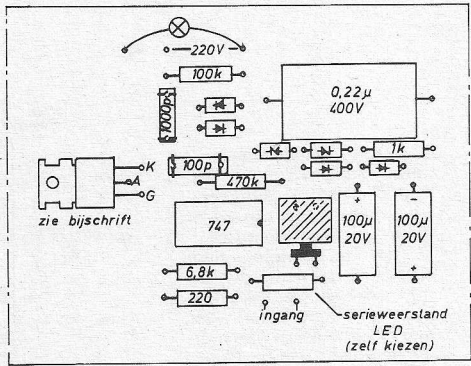 220V
100k
1000p
0,22µ
400V
1k
K
A
G
100p
470k
zie bijschrift
747
+
100µ
20V
-
100µ
20V
+
6,8k
220
ingang
serieweerstand
LED
(zelf kiezen)